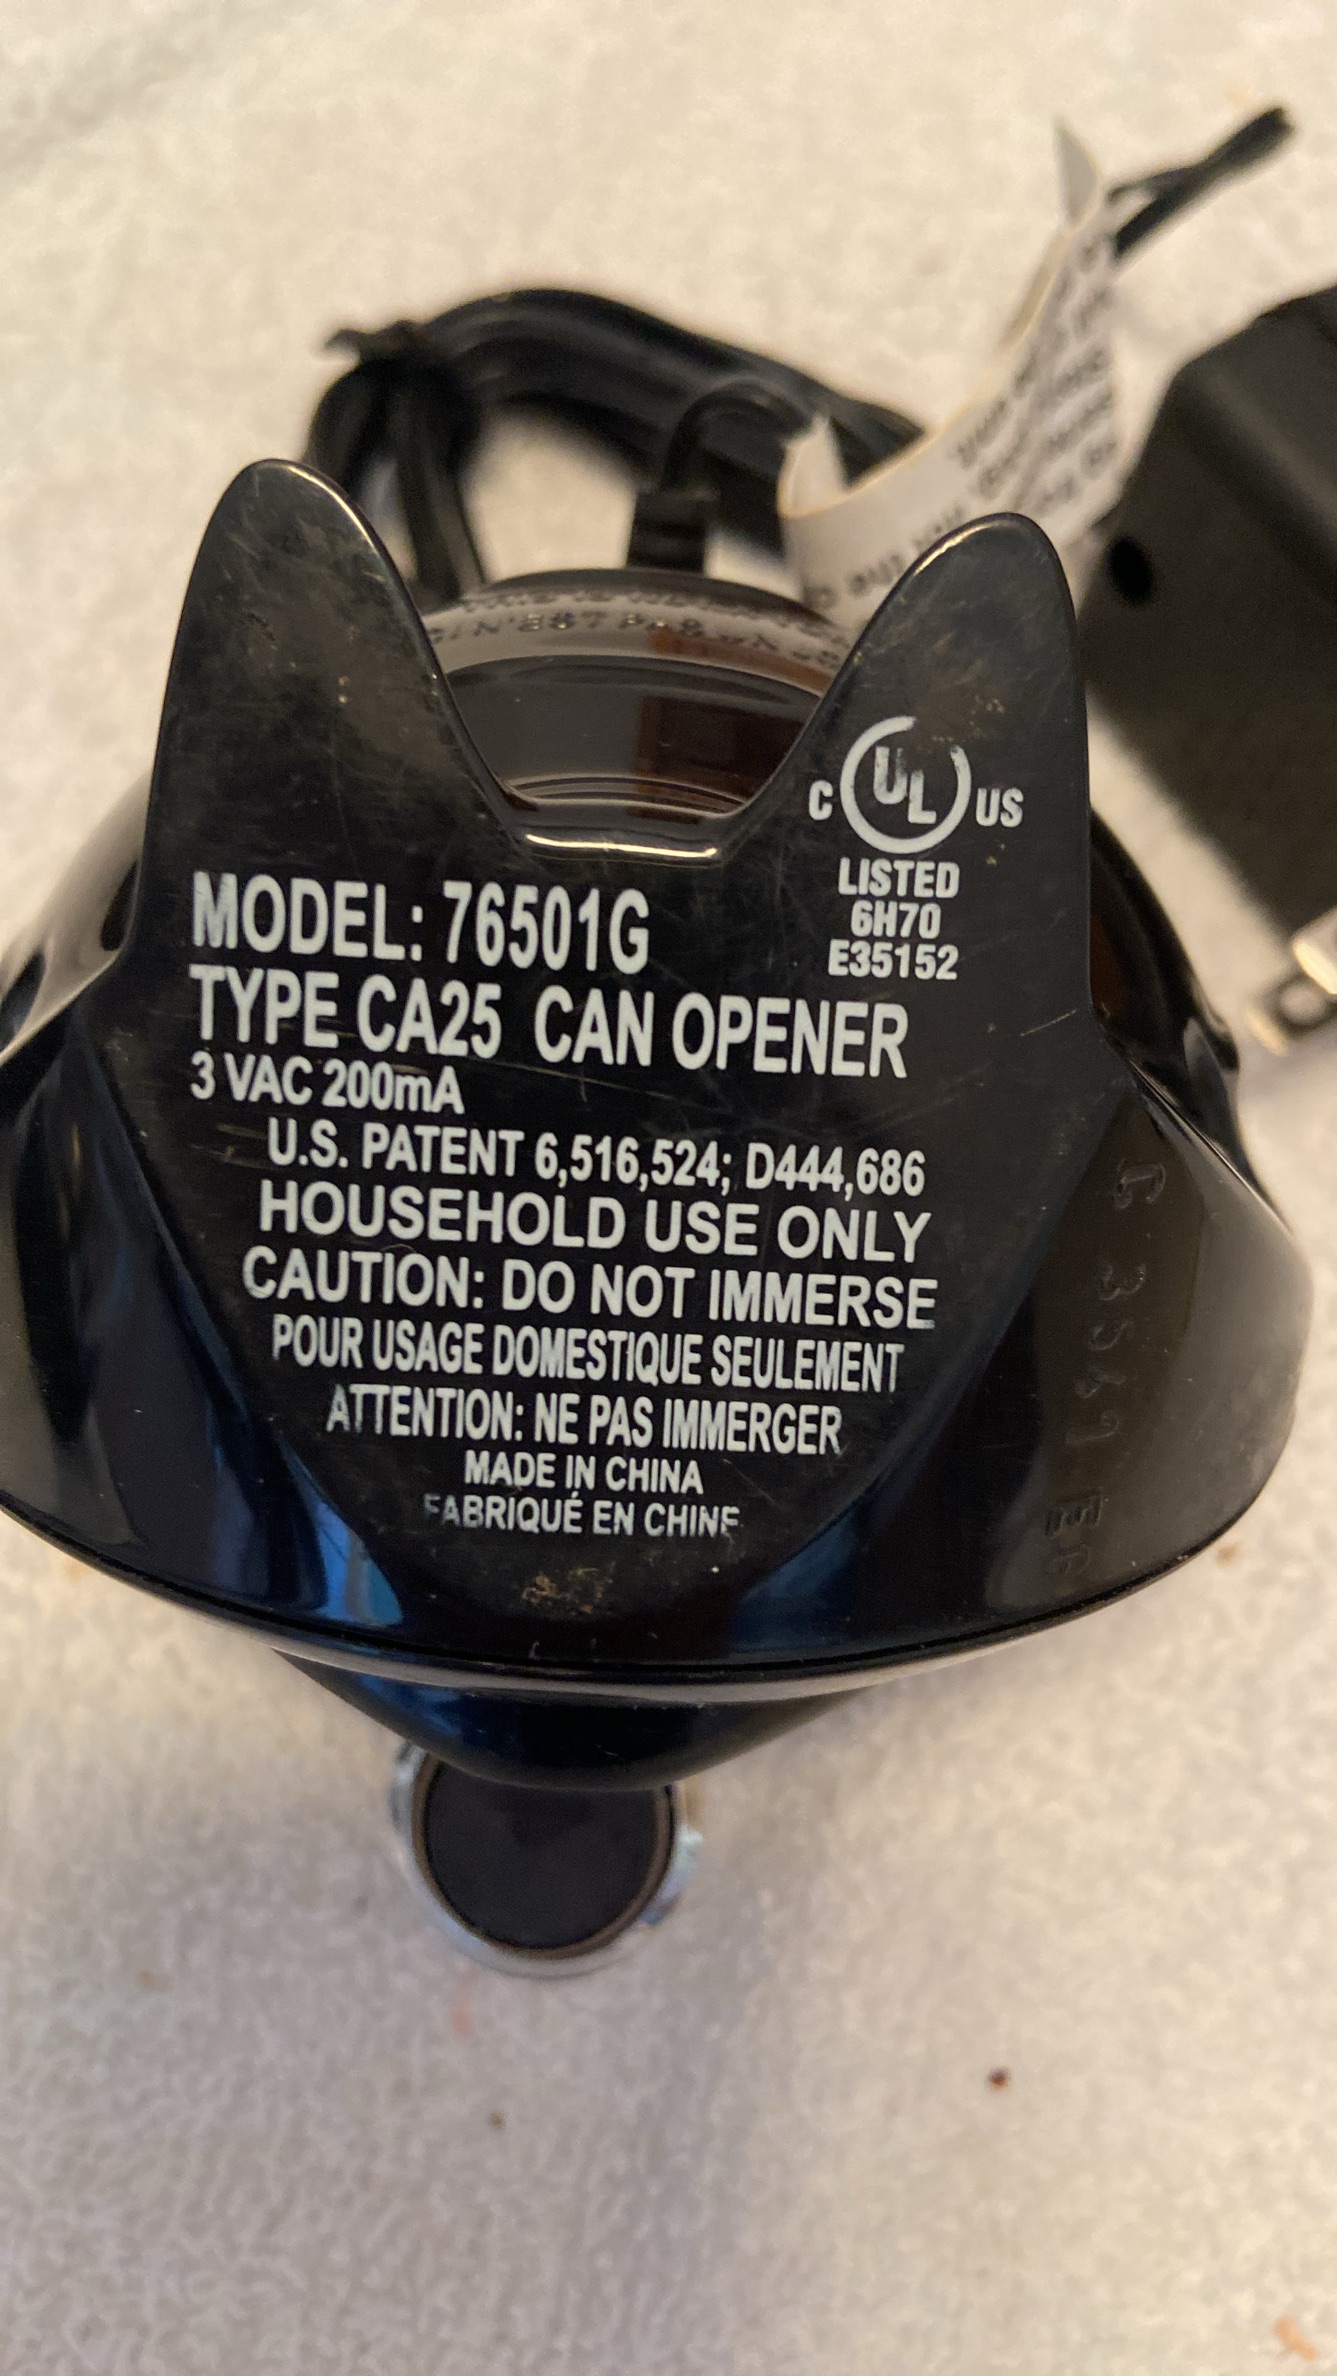 C UL US
LISTED
6H70
E35152
MODEL: 76501G
TYPE CA25 CAN OPENER
3 VAC 200mA
U.S. PATENT 6,516,524; D444,686
HOUSEHOLD USE ONLY
CAUTION: DO NOT IMMERSE
POUR USAGE DOMESTIQUE SEULEMENT
ATTENTION: NE PAS IMMERGER
MADE IN CHINA
FABRIQUÉ EN CHINE